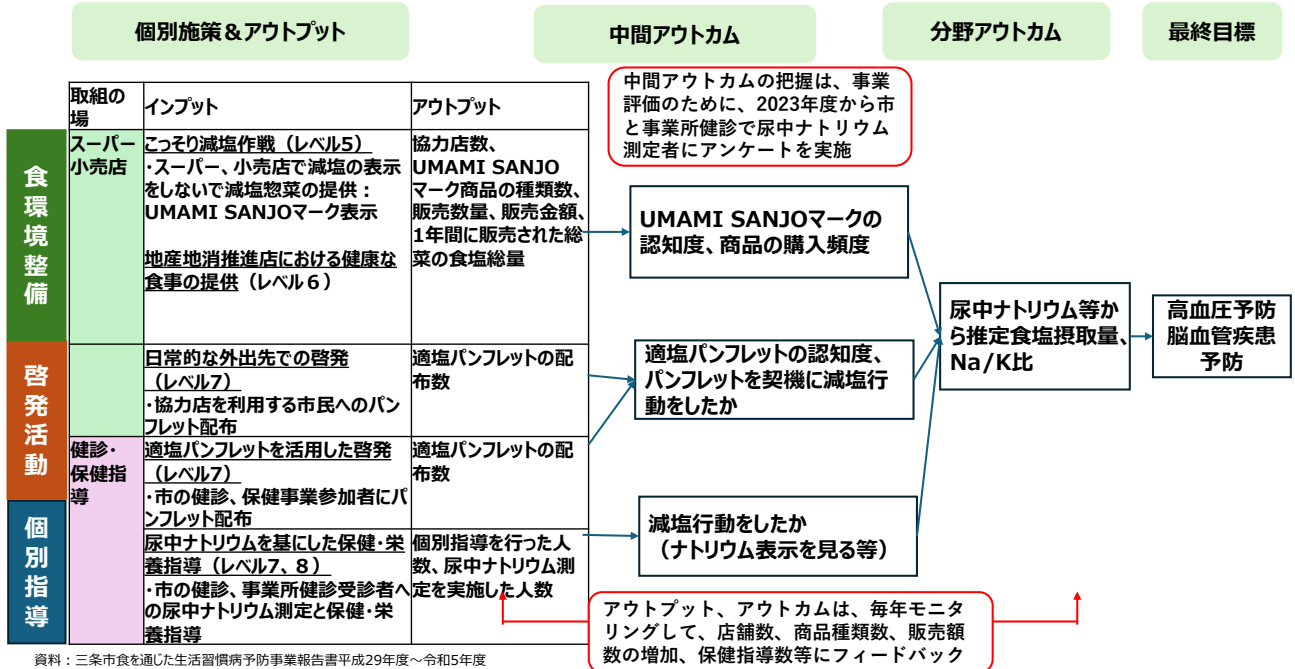 個別施策＆アウトプット
中間アウトカム
分野アウトカム
最終目標
中間アウトカムの把握は、事業
評価のために、2023年度から市
と事業所健診で尿中ナトリウム
測定者にアンケートを実施
取組の
場
インプット
アウトプット
食環境整備
スーパー
小売店
こっそり減塩作戦（レベル5）
・スーパー、小売店で減塩の表示
をしないで減塩惣菜の提供：
UMAMI SANJOマーク表示
地産地消推進店における健康な
食事の提供（レベル６）
協力店数、
UMAMI SANJO
マーク商品の種類数、
販売数量、販売金額、
1年間に販売された総
菜の食塩総量
UMAMI SANJOマークの
認知度、商品の購入頻度
啓発活動
日常的な外出先での啓発
（レベル7）
・協力店を利用する市民へのパン
フレット配布
適塩パンフレットの配
布数
適塩パンフレットの認知度、
パンフレットを契機に減塩行
動をしたか
健診・
保健指
導
適塩パンフレットを活用した啓発
（レベル7）
・市の健診、保健事業参加者にパ
ンフレット配布
適塩パンフレットの配
布数
個別指導
尿中ナトリウムを基にした保健・栄
養指導（レベル7、８）
・市の健診、事業所健診受診者へ
の尿中ナトリウム測定と保健・栄
養指導
個別指導を行った人
数、尿中ナトリウム測
定を実施した人数
減塩行動をしたか
（ナトリウム表示を見る等）
尿中ナトリウム等か
ら推定食塩摂取量、
Na/K比
高血圧予防
脳血管疾患
予防
アウトプット、アウトカムは、毎年モニタ
リングして、店舗数、商品種類数、販売額
数の増加、保健指導数等にフィードバック
資料：三条市食を通じた生活習慣病予防事業報告書平成29年度～令和5年度